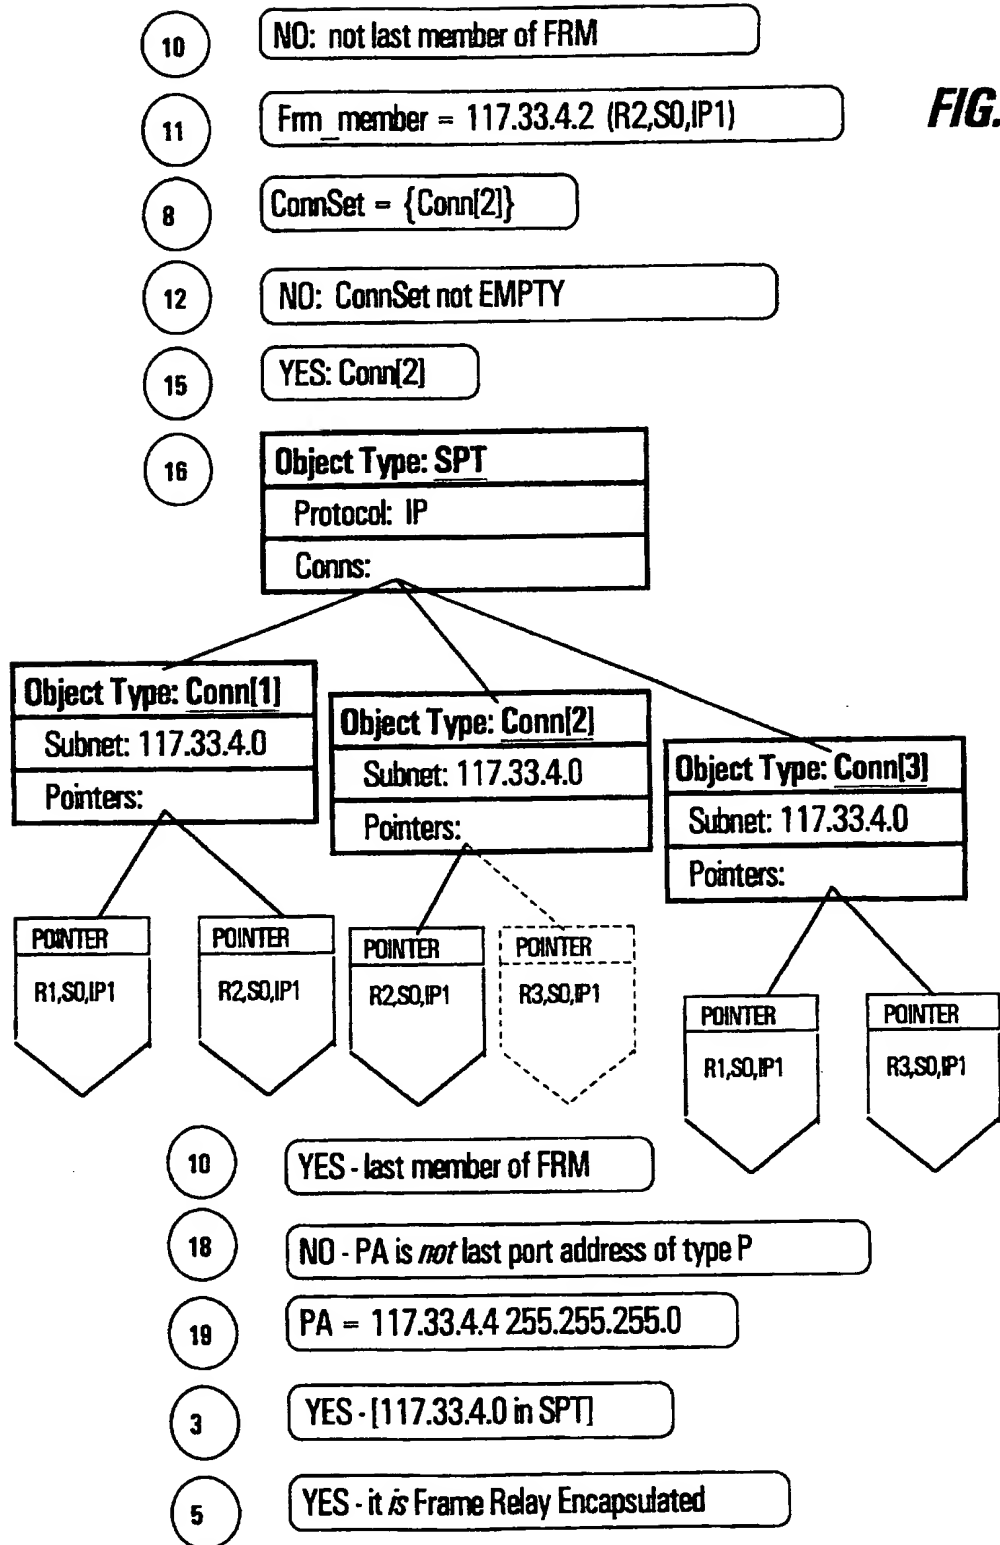 10
NO: not last member of FRM
FIG.
11
Frm_member = 117.33.4.2 (R2,S0,IP1)
8
ConnSet = {Conn[2]}
12
NO: ConnSet not EMPTY
15
YES: Conn[2]
16
Object Type: SPT
Protocol: IP
Conns:
Object Type: Conn[1]
Subnet: 117.33.4.0
Pointers:
Object Type: Conn[2]
Subnet: 117.33.4.0
Pointers:
Object Type: Conn[3]
Subnet: 117.33.4.0
Pointers:
POINTER
R1,S0,IP1
POINTER
R2,S0,IP1
POINTER
R2,S0,IP1
POINTER
R3,S0,IP1
POINTER
R1,S0,IP1
POINTER
R3,S0,IP1
10
YES - last member of FRM
18
NO - PA is not last port address of type P
19
PA = 117.33.4.4 255.255.255.0
3
YES - [117.33.4.0 in SPT]
5
YES - it is Frame Relay Encapsulated